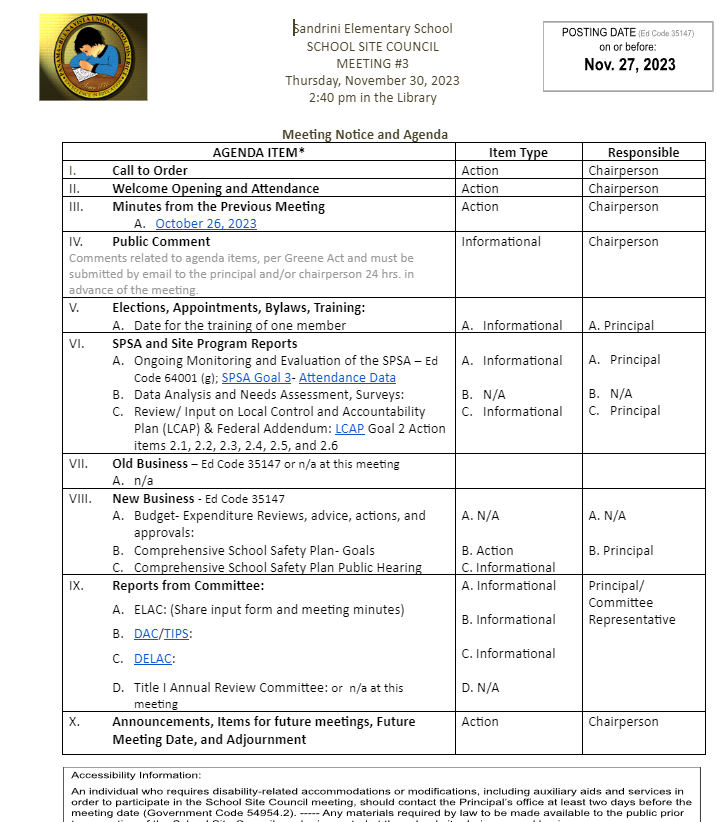 Sandrini Elementary School
SCHOOL SITE COUNCIL
MEETING #3
Thursday, November 30, 2023
2:40 pm in the Library
POSTING DATE (Ed Code 35147)
on or before:
Nov. 27, 2023
Meeting Notice and Agenda
AGENDA ITEM* Item Type Responsible
I. Call to Order Action Chairperson
II. Welcome Opening and Attendance Action Chairperson
III. Minutes from the Previous Meeting Action Chairperson
A. October 26, 2023
IV. Public Comment Informational Chairperson
Comments related to agenda items, per Greene Act and must be
submitted by email to the principal and/or chairperson 24 hrs. in
advance of the meeting.
V. Elections, Appointments, Bylaws, Training:
A. Date for the training of one member A. Informational A. Principal
VI. SPSA and Site Program Reports
A. Ongoing Monitoring and Evaluation of the SPSA – Ed A. Informational A. Principal
Code 64001 (g); SPSA Goal 3- Attendance Data
B. Data Analysis and Needs Assessment, Surveys: B. N/A B. N/A
C. Review/ Input on Local Control and Accountability C. Informational C. Principal
Plan (LCAP) & Federal Addendum: LCAP Goal 2 Action
items 2.1, 2.2, 2.3, 2.4, 2.5, and 2.6
VII. Old Business – Ed Code 35147 or n/a at this meeting
A. n/a
VIII. New Business - Ed Code 35147
A. Budget- Expenditure Reviews, advice, actions, and A. N/A A. N/A
approvals:
B. Comprehensive School Safety Plan- Goals B. Action B. Principal
C. Comprehensive School Safety Plan Public Hearing C. Informational
IX. Reports from Committee: A. Informational Principal/
Committee
A. ELAC: (Share input form and meeting minutes)
B. Informational Representative
B. DAC/TIPS:
C. DELAC: C. Informational
D. Title I Annual Review Committee: or n/a at this D. N/A
meeting
X. Announcements, Items for future meetings, Future Action Chairperson
Meeting Date, and Adjournment
Accessibility Information:
An individual who requires disability-related accommodations or modifications, including auxiliary aids and services in
order to participate in the School Site Council meeting, should contact the Principal's office at least two days before the
meeting date (Government Code 54954.2). ----- Any materials required by law to be made available to the public prior